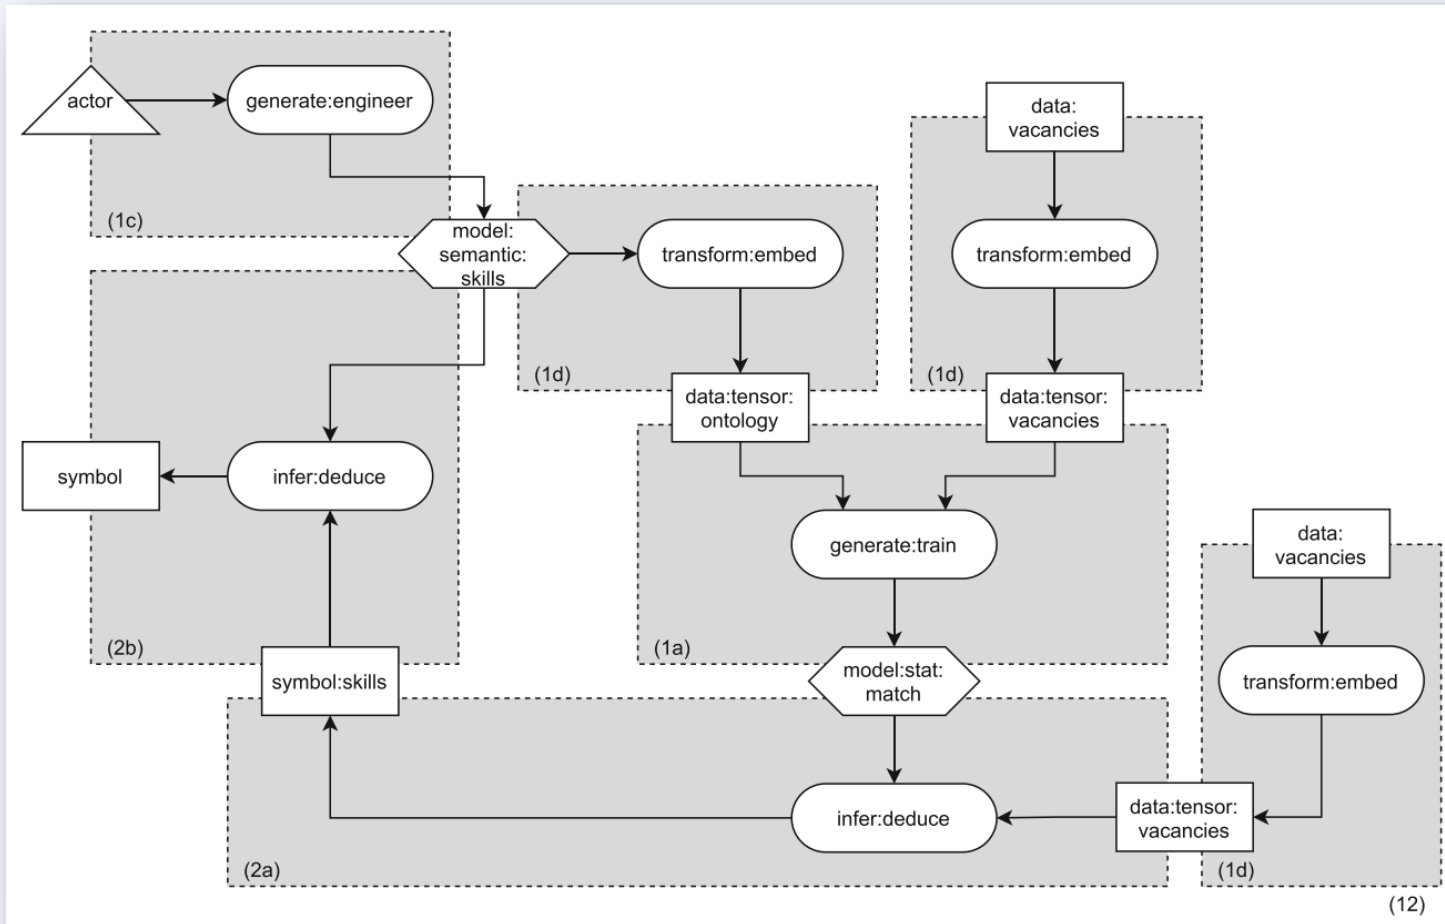 actor
generate:engineer
(1c)
model:
semantic:
skills
transform:embed
(1d)
data:tensor:
ontology
data:
vacancies
transform:embed
(1d)
data:tensor:
vacancies
symbol
infer:deduce
(2b)
symbol:skills
generate:train
(1a)
model:stat:
match
data:
vacancies
transform:embed
data:tensor:
vacancies
(1d)
infer:deduce
(2a)
(12)